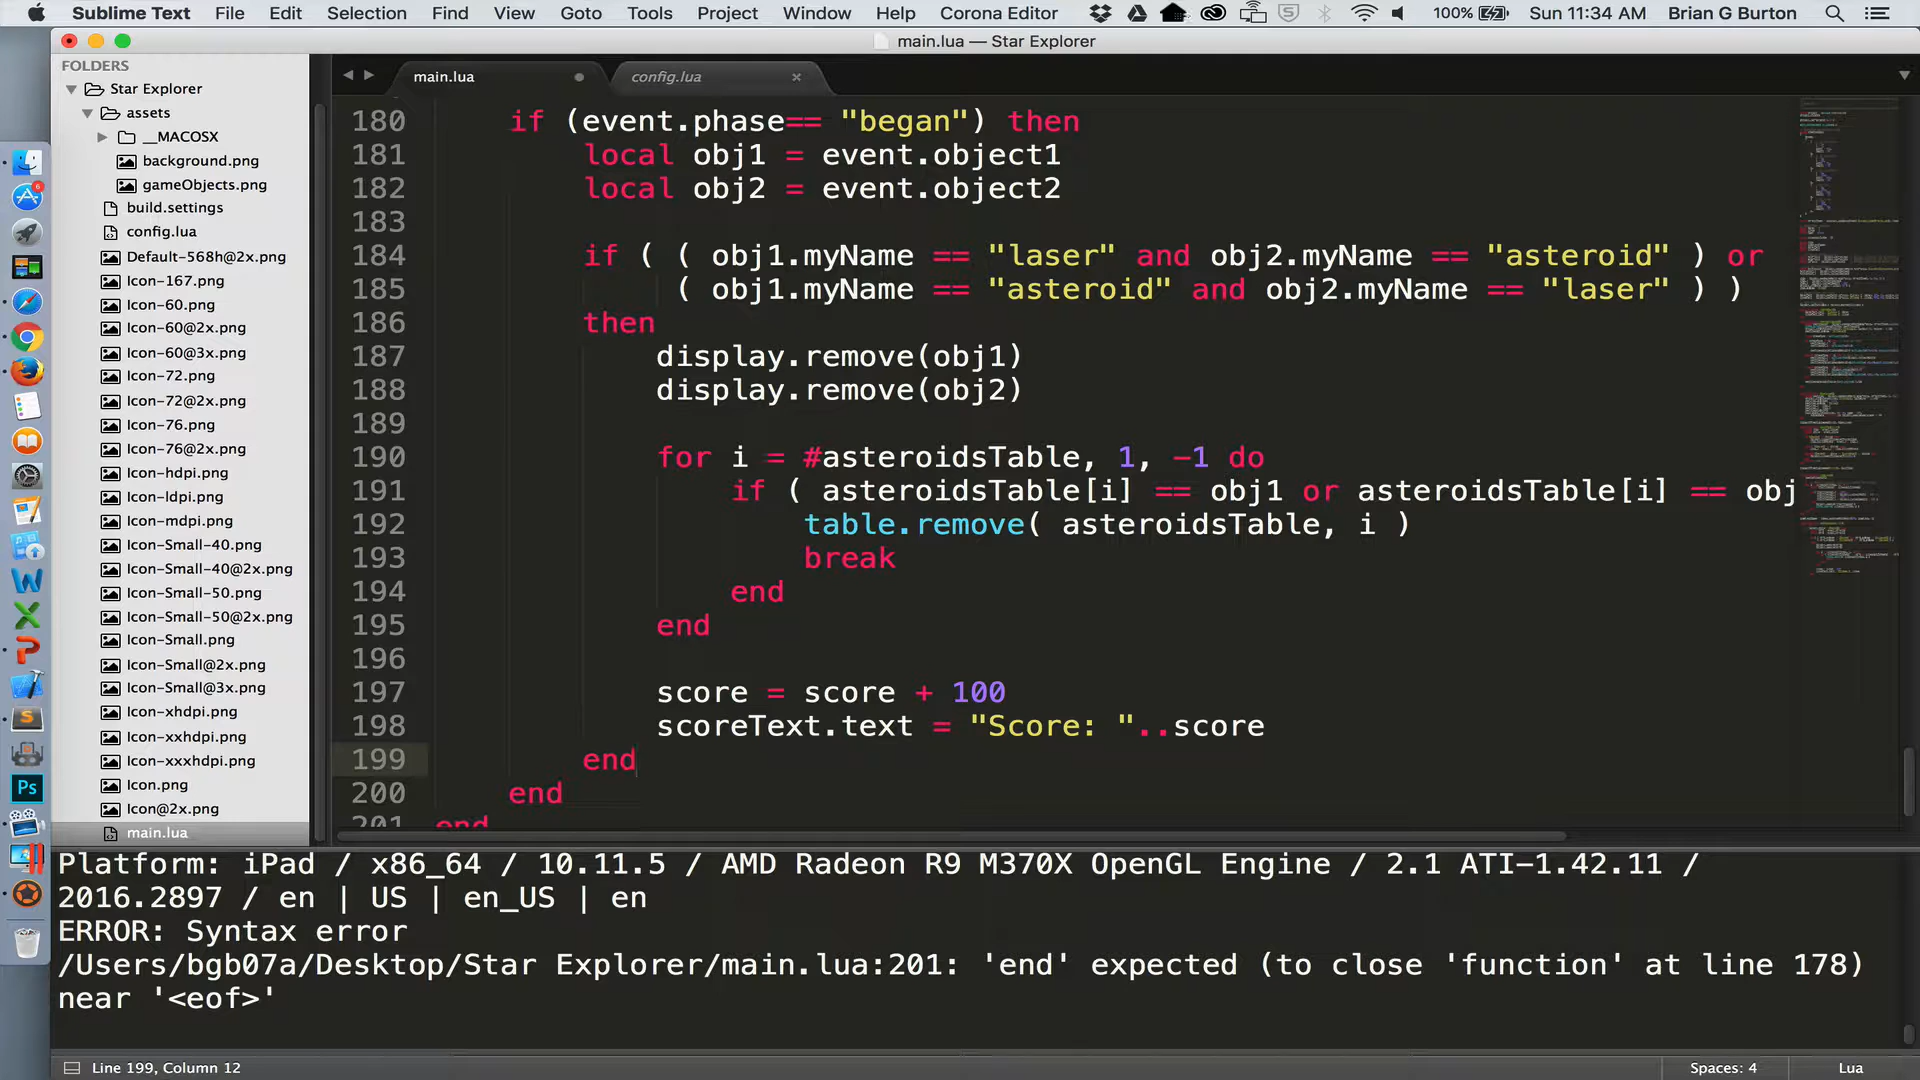 Sublime Text File Edit Selection Find View Goto Tools Project Window Help Corona Editor 100% Sun 11:34 AM Brian G Burton
main.lua — Star Explorer
FOLDERS
Star Explorer
assets
__MACOSX
background.png
gameObjects.png
build.settings
config.lua
Default-568h@2x.png
Icon-167.png
Icon-60.png
Icon-60@2x.png
Icon-60@3x.png
Icon-72.png
Icon-72@2x.png
Icon-76.png
Icon-76@2x.png
Icon-hdpi.png
Icon-ldpi.png
Icon-mdpi.png
Icon-Small-40.png
Icon-Small-40@2x.png
Icon-Small-50.png
Icon-Small-50@2x.png
Icon-Small.png
Icon-Small@2x.png
Icon-Small@3x.png
Icon-xhdpi.png
Icon-xxhdpi.png
Icon-xxxhdpi.png
Icon.png
Icon@2x.png
main.lua
main.lua config.lua
180 if (event.phase== "began") then
181 local obj1 = event.object1
182 local obj2 = event.object2
183
184 if ( ( obj1.myName == "laser" and obj2.myName == "asteroid" ) or
185 ( obj1.myName == "asteroid" and obj2.myName == "laser" ) )
186 then
187 display.remove(obj1)
188 display.remove(obj2)
189
190 for i = #asteroidsTable, 1, -1 do
191 if ( asteroidsTable[i] == obj1 or asteroidsTable[i] == obj
192 table.remove( asteroidsTable, i )
193 break
194 end
195 end
196
197 score = score + 100
198 scoreText.text = "Score: "..score
199 end
200 end
201 end
Platform: iPad / x86_64 / 10.11.5 / AMD Radeon R9 M370X OpenGL Engine / 2.1 ATI-1.42.11 /
2016.2897 / en | US | en_US | en
ERROR: Syntax error
/Users/bgb07a/Desktop/Star Explorer/main.lua:201: 'end' expected (to close 'function' at line 178)
near '<eof>'
Line 199, Column 12 Spaces: 4 Lua